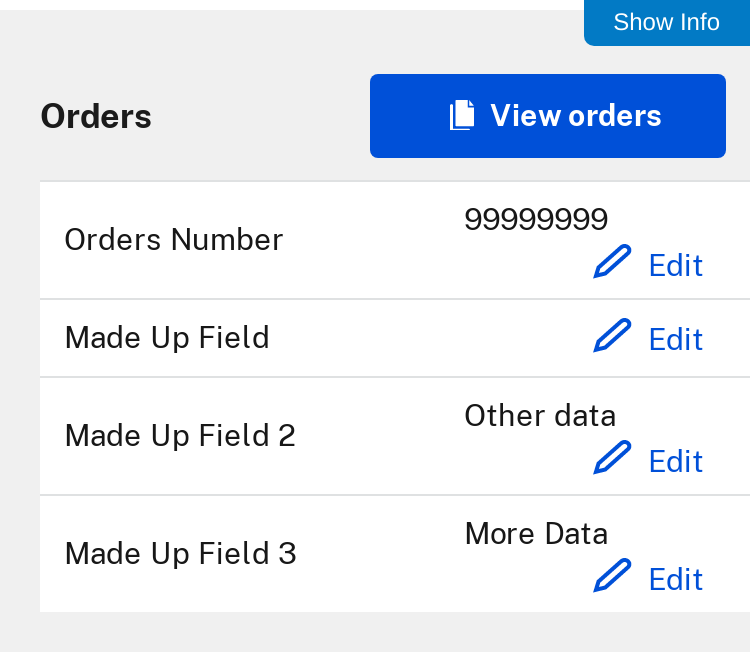 Show Info
Orders
View orders
Orders Number
99999999
Edit
Made Up Field
Edit
Made Up Field 2
Other data
Edit
Made Up Field 3
More Data
Edit